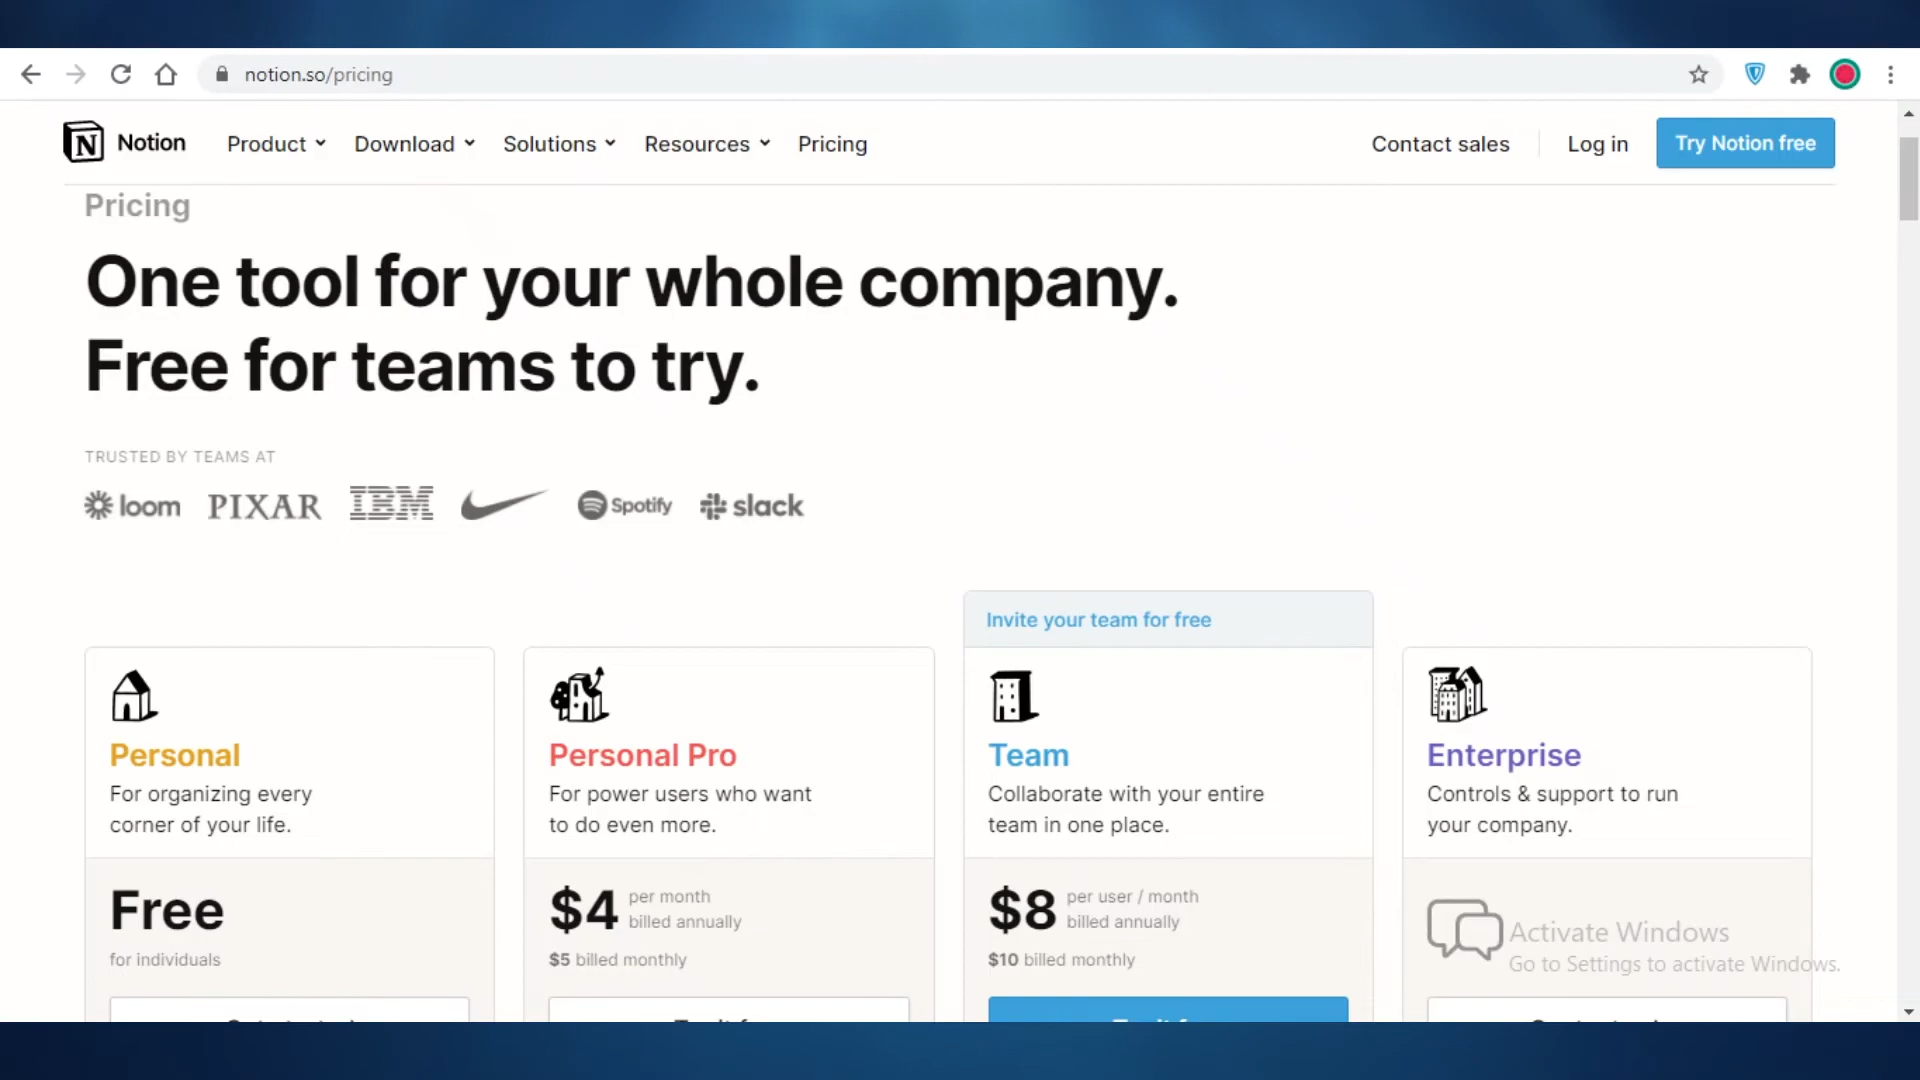 notion.so/pricing
Notion Product Download Solutions Resources Pricing Contact sales Log in Try Notion free
Pricing
One tool for your whole company.
Free for teams to try.
TRUSTED BY TEAMS AT
loom PIXAR IBM Spotify slack
Invite your team for free
Personal
For organizing every
corner of your life.
Free
for individuals
Personal Pro
For power users who want
to do even more.
$4 per month
billed annually
$5 billed monthly
Team
Collaborate with your entire
team in one place.
$8 per user / month
billed annually
$10 billed monthly
Enterprise
Controls & support to run
your company.
Activate Windows
Go to Settings to activate Windows.